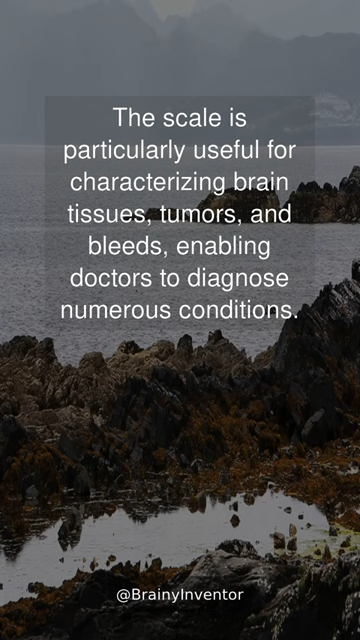 The scale is
particularly useful for
characterizing brain
tissues, tumors, and
bleeds, enabling
doctors to diagnose
numerous conditions.
@BrainyInventor